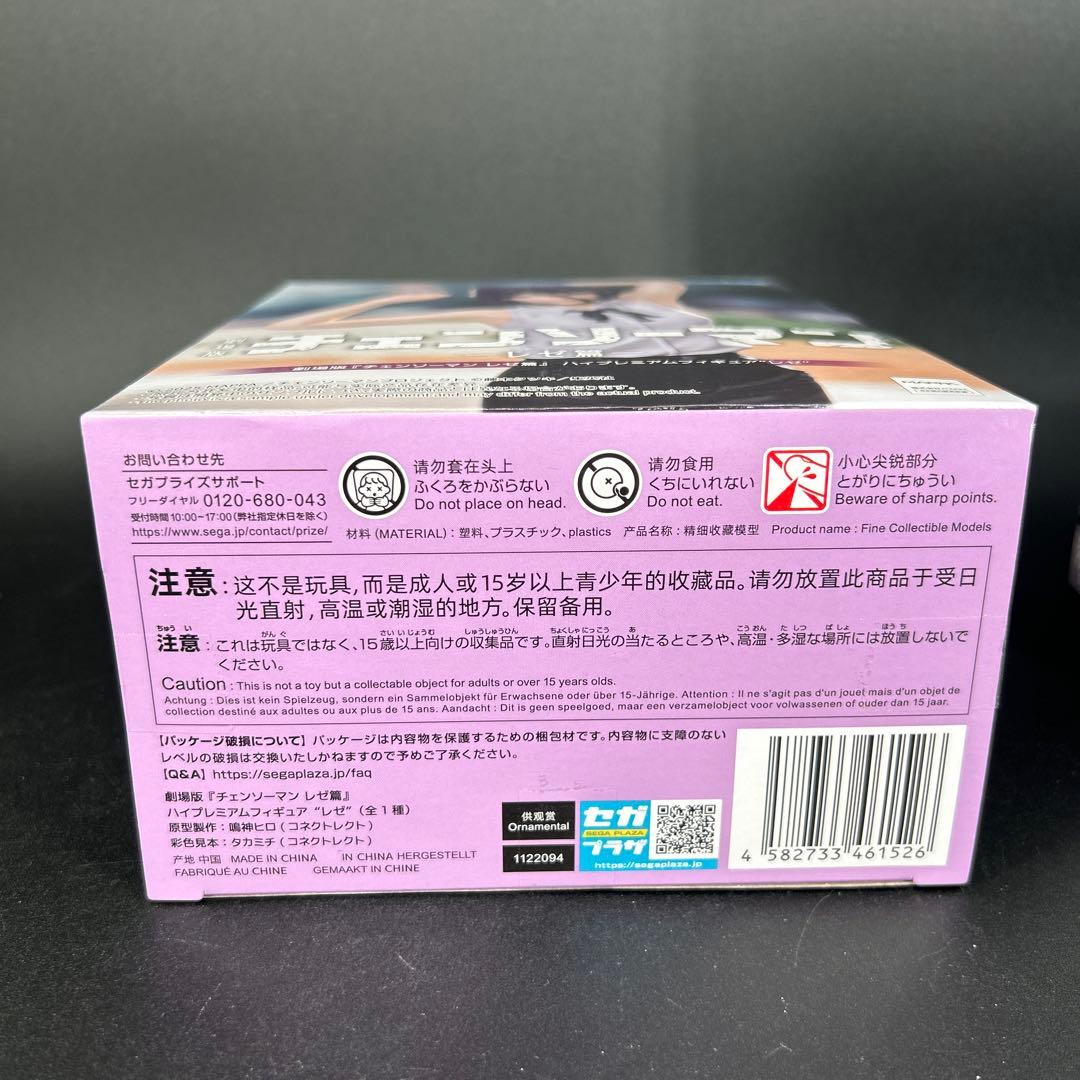 チェンソーマン
レゼ篇
劇場版『チェンソーマン レゼ篇』 ハイプレミアムフィギュア“レゼ”
may differ from the actual product.
お問い合わせ先
セガプライズサポート
フリーダイヤル 0120-680-043
受付時間10:00~17:00(弊社指定休日を除く)
https://www.sega.jp/contact/prize/
请勿套在头上
ふくろをかぶらない
Do not place on head.
请勿食用
くちにいれない
Do not eat.
小心尖锐部分
とがりにちゅうい
Beware of sharp points.
材料 (MATERIAL) : 塑料、プラスチック、plastics 产品名称 : 精细收藏模型 Product name : Fine Collectible Models
注意 : 这不是玩具,而是成人或15岁以上青少年的收藏品。请勿放置此商品于受日
光直射,高温或潮湿的地方。保留备用。
注意 : これは玩具ではなく、15歳以上向けの収集品です。直射日光の当たるところや、高温・多湿な場所には放置しないで
ください。
Caution : This is not a toy but a collectable object for adults or over 15 years olds.
Achtung : Dies ist kein Spielzeug, sondern ein Sammelobjekt für Erwachsene oder über 15-Jährige. Attention : Il ne s'agit pas d'un jouet mais d'un objet de
collection destiné aux adultes ou aux plus de 15 ans. Aandacht : Dit is geen speelgoed, maar een verzamelobject voor volwassenen of ouder dan 15 jaar.
【パッケージ破損について】パッケージは内容物を保護するための梱包材です。内容物に支障のない
レベルの破損は交換いたしかねますので予めご了承ください。
【Q&A】https://segaplaza.jp/faq
劇場版『チェンソーマン レゼ篇』
ハイプレミアムフィギュア “レゼ” (全1種)
原型製作 : 鳴神ヒロ (コネクトレクト)
彩色見本 : タカミチ (コネクトレクト)
产地 中国 MADE IN CHINA IN CHINA HERGESTELLT
FABRIQUÉ AU CHINE GEMAAKT IN CHINE
供观赏
Ornamental
1122094
セガ
SEGA PLAZA
プラザ
https://segaplaza.jp
4 582733 461526